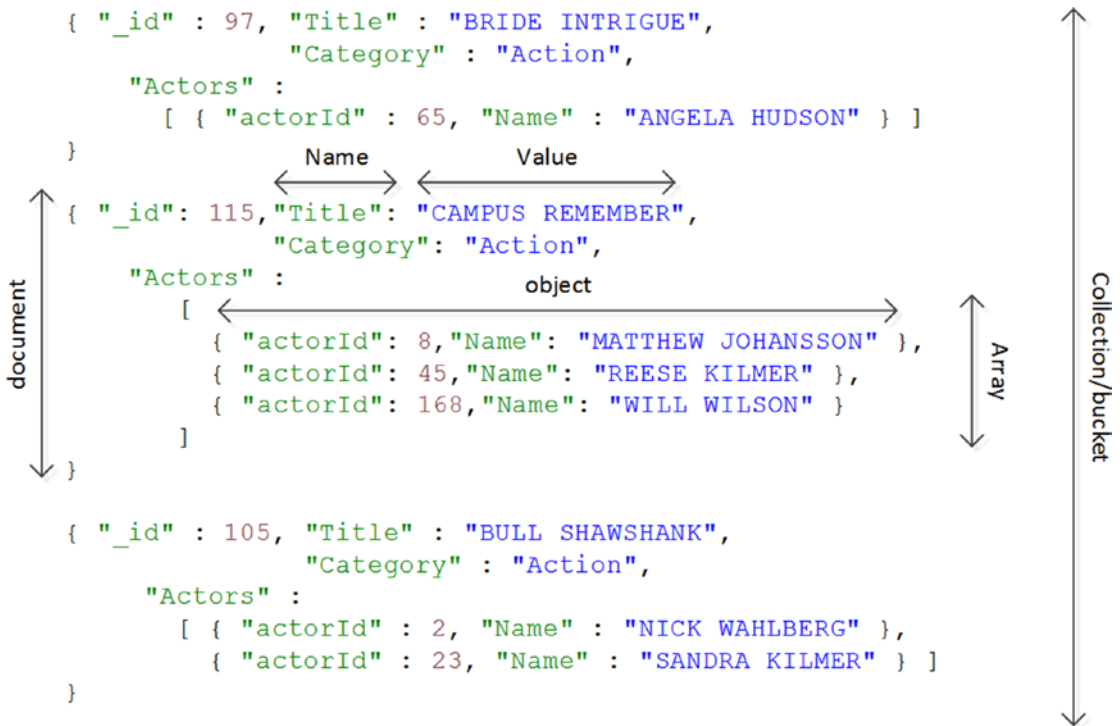 { "_id" : 97, "Title" : "BRIDE INTRIGUE",
"Category" : "Action",
"Actors" :
[ { "actorId" : 65, "Name" : "ANGELA HUDSON" } ]
}
Name Value
{ "_id": 115,"Title": "CAMPUS REMEMBER",
"Category": "Action",
"Actors" :
object
[
{ "actorId": 8,"Name": "MATTHEW JOHANSSON" },
{ "actorId": 45,"Name": "REESE KILMER" },
{ "actorId": 168,"Name": "WILL WILSON" }
]
}
document
Array
Collection/bucket
{ "_id" : 105, "Title" : "BULL SHAWSHANK",
"Category" : "Action",
"Actors" :
[ { "actorId" : 2, "Name" : "NICK WAHLBERG" },
{ "actorId" : 23, "Name" : "SANDRA KILMER" } ]
}